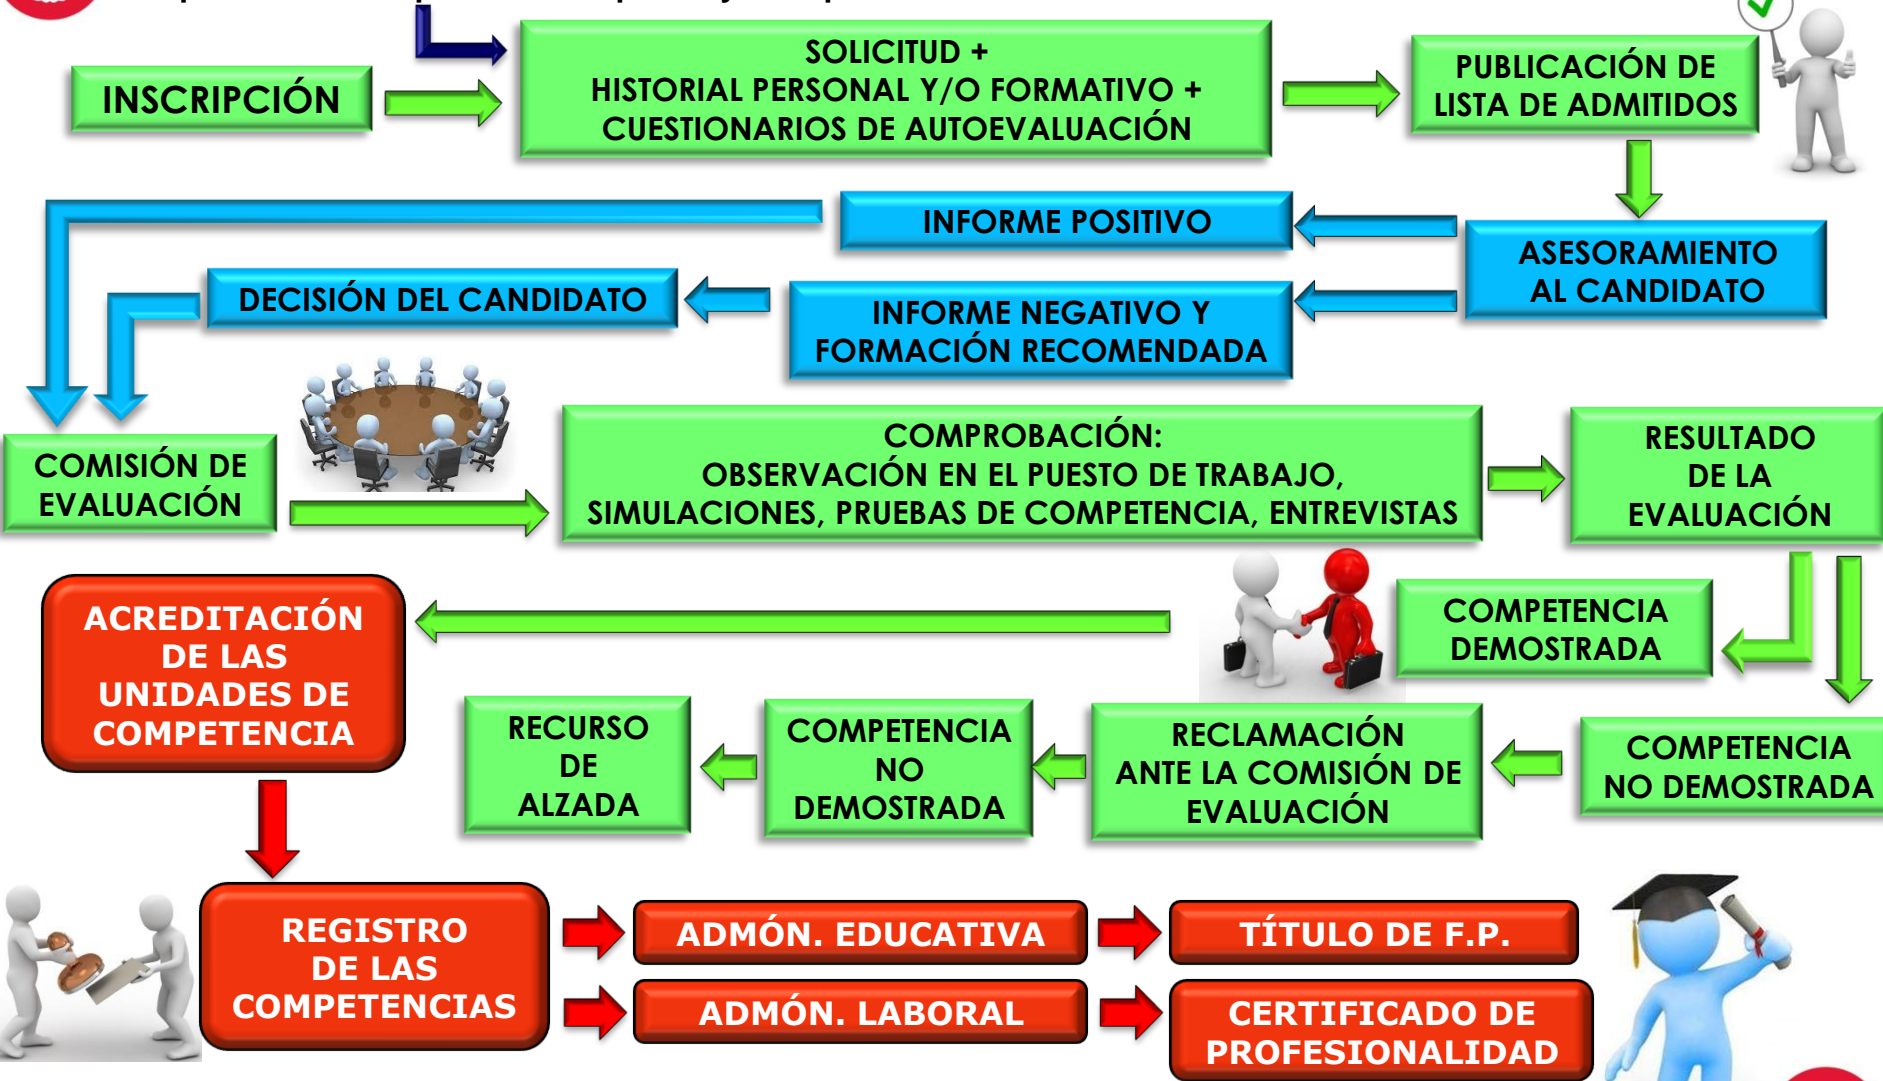 INSCRIPCIÓN
SOLICITUD +
HISTORIAL PERSONAL Y/O FORMATIVO +
CUESTIONARIOS DE AUTOEVALUACIÓN
PUBLICACIÓN DE
LISTA DE ADMITIDOS
INFORME POSITIVO
ASESORAMIENTO
AL CANDIDATO
DECISIÓN DEL CANDIDATO
INFORME NEGATIVO Y
FORMACIÓN RECOMENDADA
COMISIÓN DE
EVALUACIÓN
COMPROBACIÓN:
OBSERVACIÓN EN EL PUESTO DE TRABAJO,
SIMULACIONES, PRUEBAS DE COMPETENCIA, ENTREVISTAS
RESULTADO
DE LA
EVALUACIÓN
ACREDITACIÓN
DE LAS
UNIDADES DE
COMPETENCIA
COMPETENCIA
DEMOSTRADA
RECURSO
DE
ALZADA
COMPETENCIA
NO
DEMOSTRADA
RECLAMACIÓN
ANTE LA COMISIÓN DE
EVALUACIÓN
COMPETENCIA
NO DEMOSTRADA
REGISTRO
DE LAS
COMPETENCIAS
ADMÓN. EDUCATIVA
TÍTULO DE F.P.
ADMÓN. LABORAL
CERTIFICADO DE
PROFESIONALIDAD